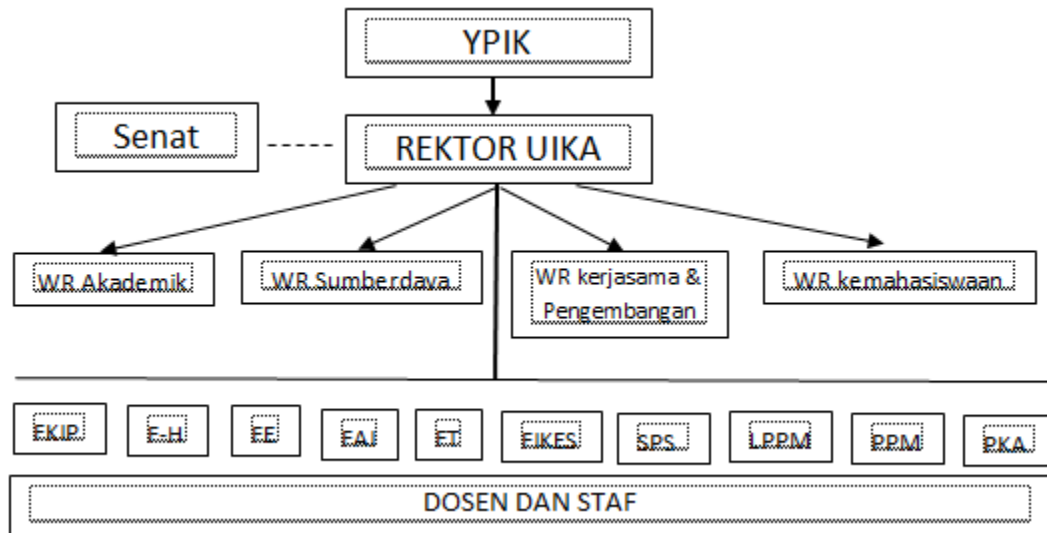 YPIK
Senat
REKTOR UIKA
WR Akademik
WR Sumberdaya
WR kerjasama &
Pengembangan
WR kemahasiswaan
FKIP
F-H
FE
FAI
FT
FIKES
SPS
LPPM
PPM
PKA
DOSEN DAN STAF